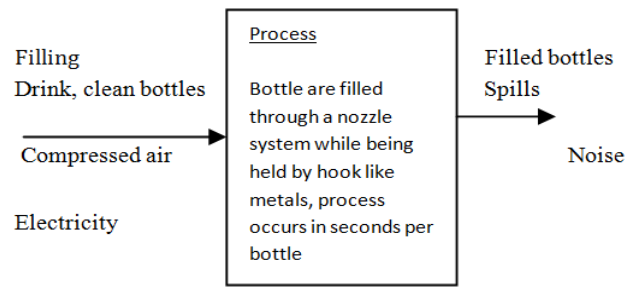 Filling
Drink, clean bottles
Compressed air
Electricity
Process
Bottle are filled
through a nozzle
system while being
held by hook like
metals, process
occurs in seconds per
bottle
Filled bottles
Spills
Noise